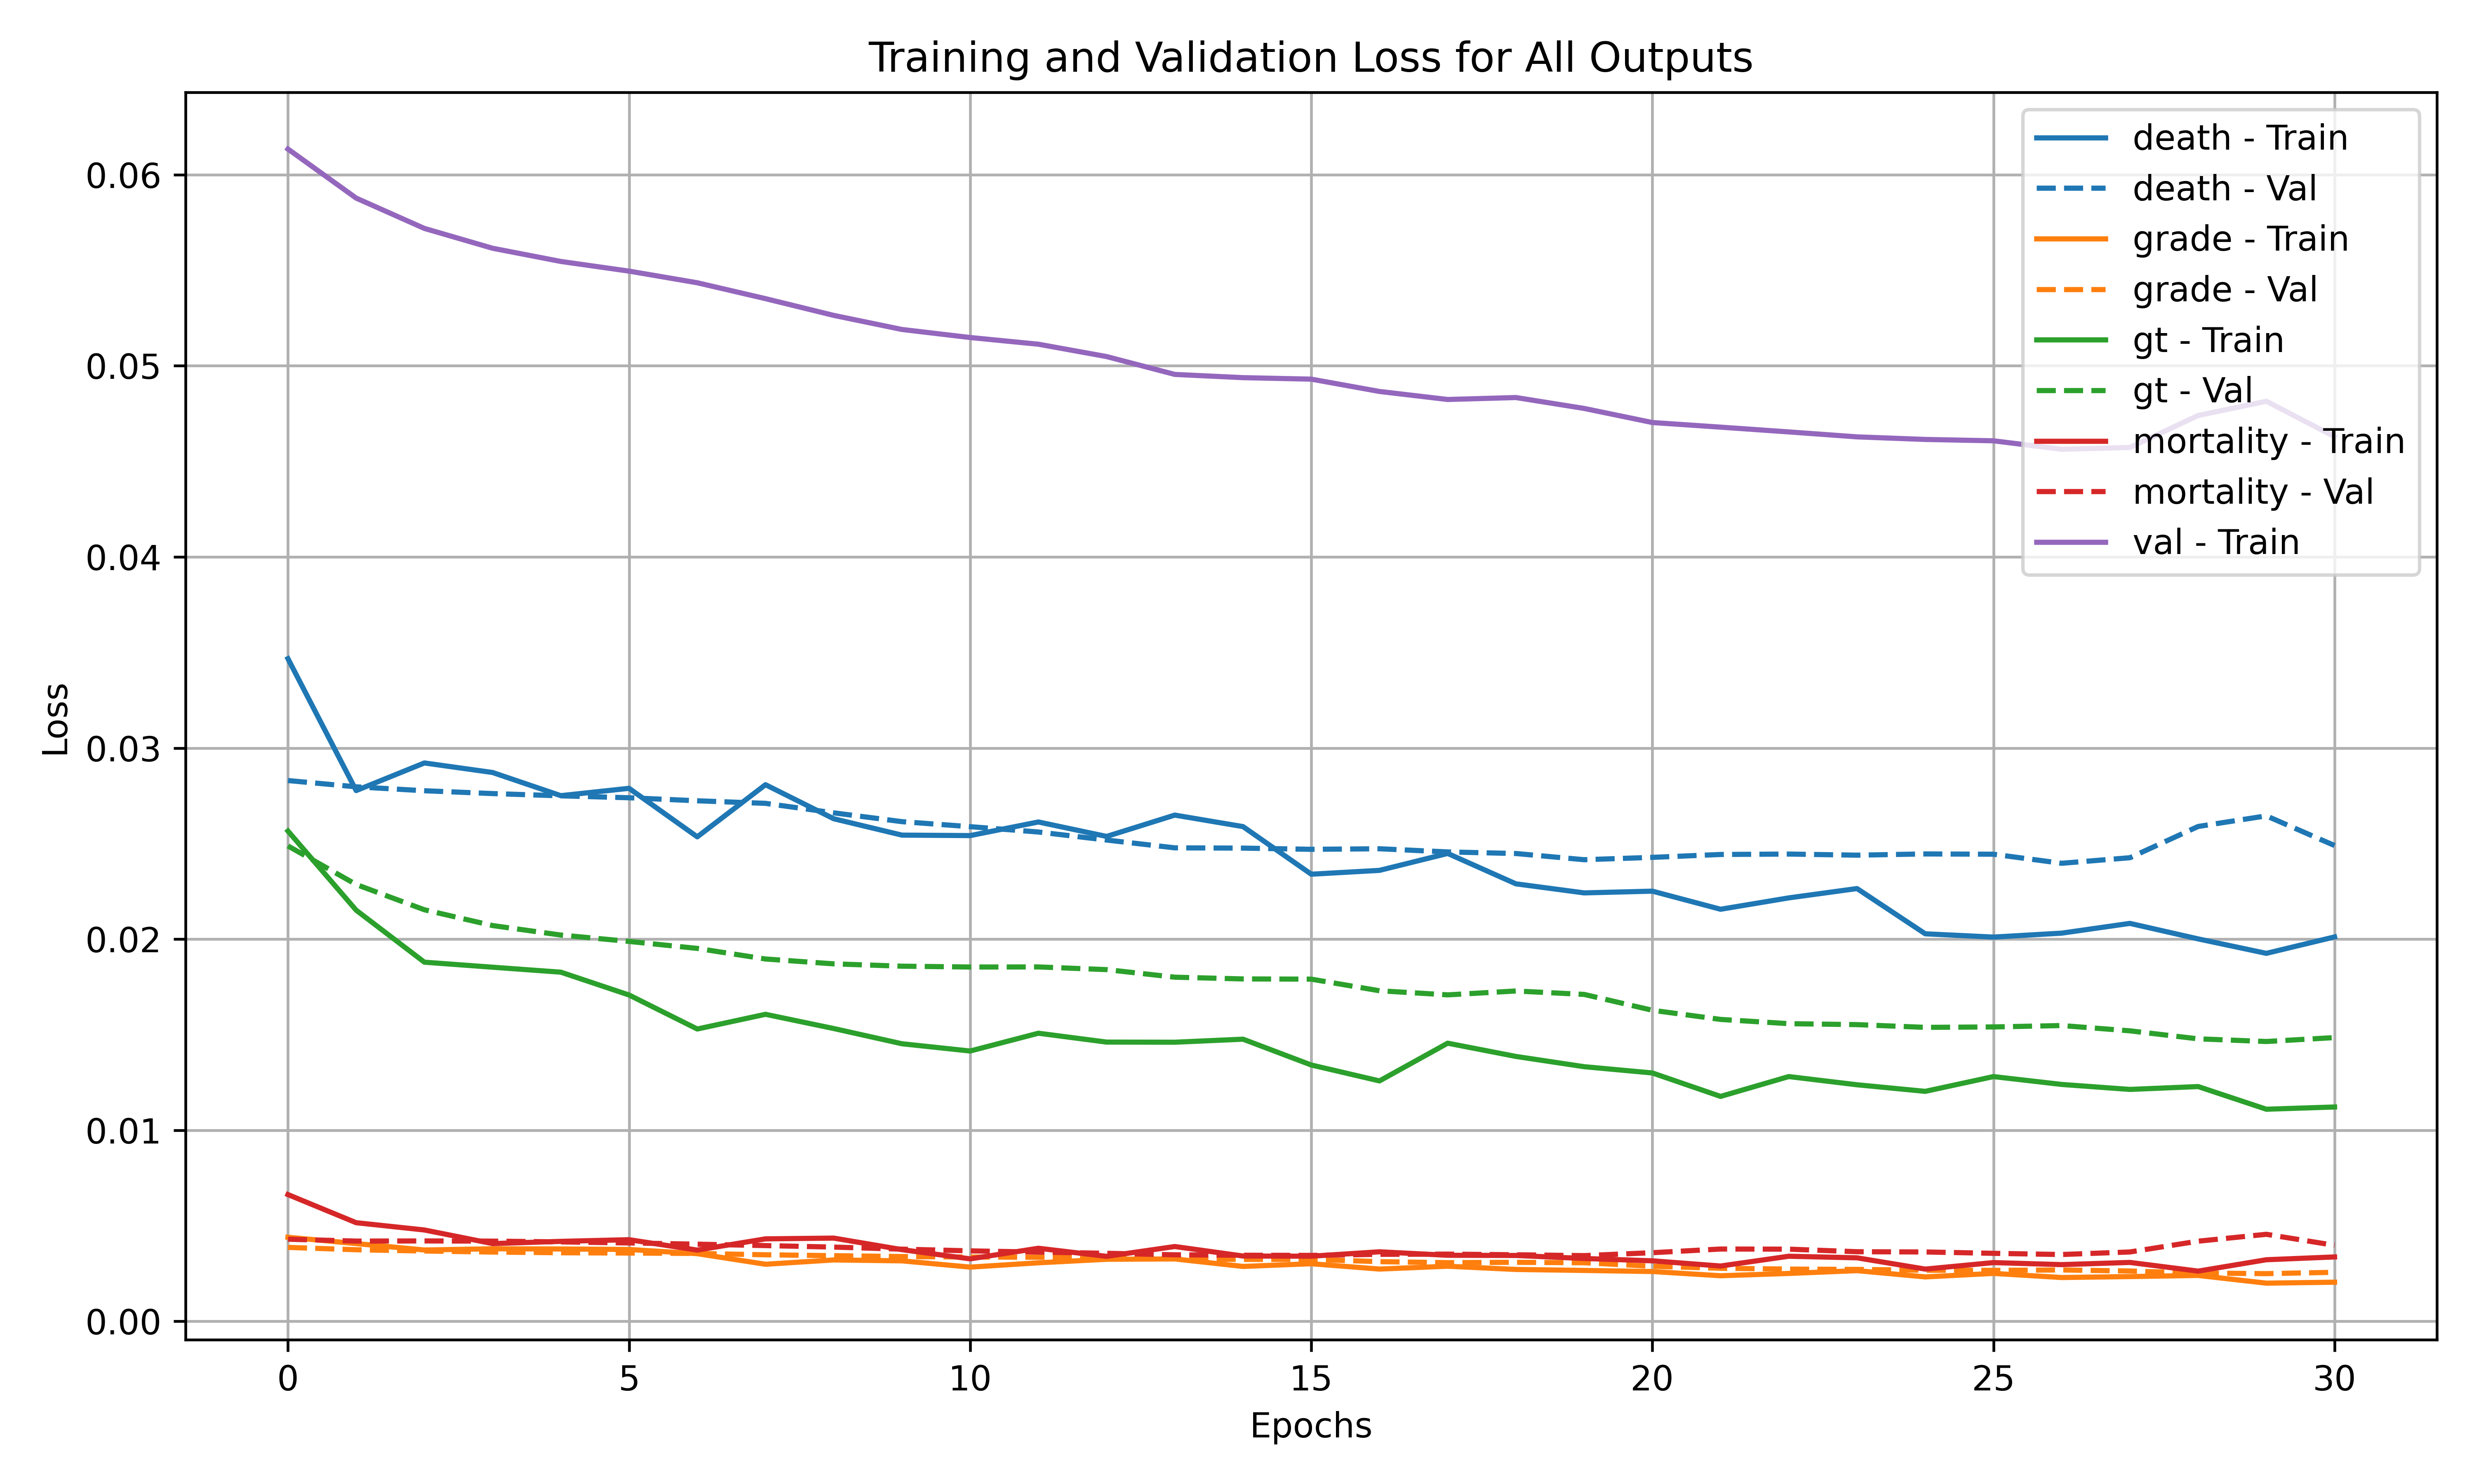 Training and Validation Loss for All Outputs
Loss
0.06
0.05
0.04
0.03
0.02
0.01
0.00
death - Train
death - Val
grade - Train
grade - Val
gt - Train
gt - Val
mortality - Train
mortality - Val
val - Train
0 5 10 15 20 25 30
Epochs